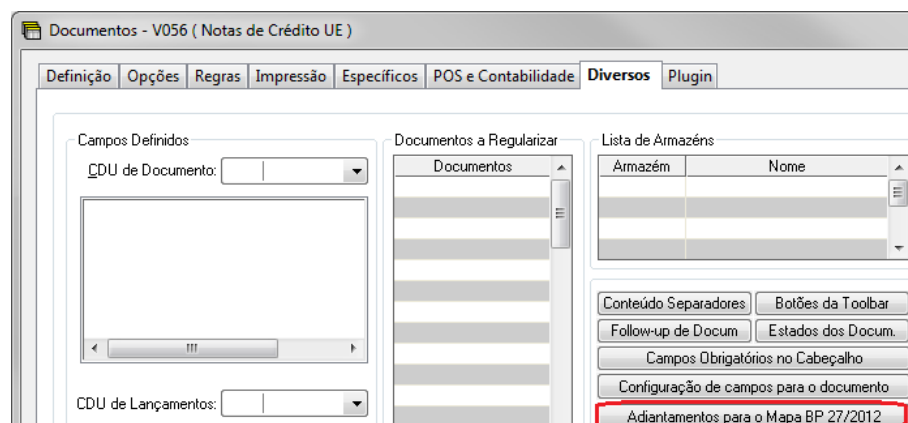 Documentos - V056 ( Notas de Crédito UE )
Definição Opções Regras Impressão Específicos POS e Contabilidade Diversos Plugin
Campos Definidos
CDU de Documento:
CDU de Lançamentos:
Documentos a Regularizar
Documentos
Lista de Armazéns
Armazém Nome
Conteúdo Separadores Botões da Toolbar
Follow-up de Docum Estados dos Docum.
Campos Obrigatórios no Cabeçalho
Configuração de campos para o documento
Adiantamentos para o Mapa BP 27/2012